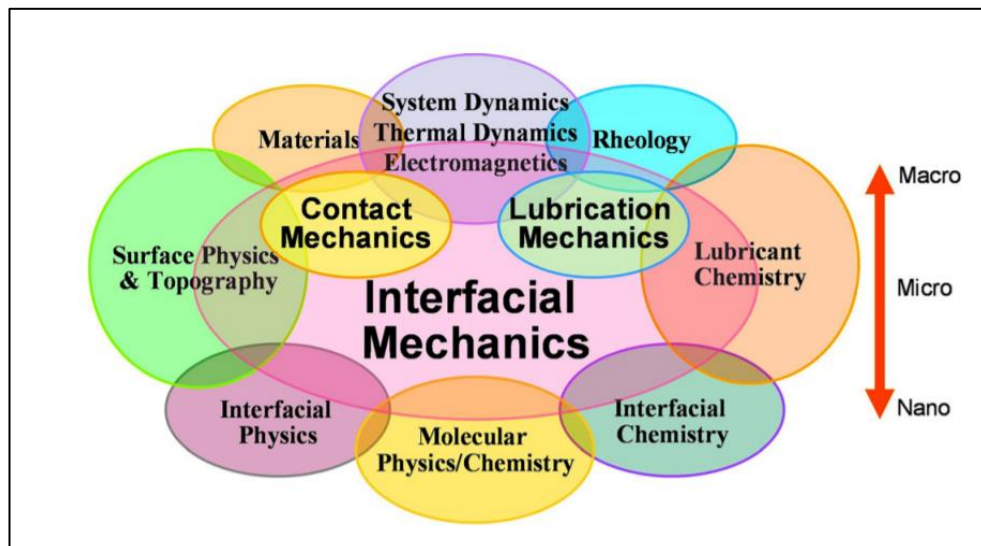 System Dynamics
Thermal Dynamics
Electromagnetics
Materials
Rheology
Contact
Mechanics
Lubrication
Mechanics
Surface Physics
& Topography
Lubricant
Chemistry
Interfacial
Mechanics
Interfacial
Physics
Molecular
Physics/Chemistry
Interfacial
Chemistry
Macro
Micro
Nano